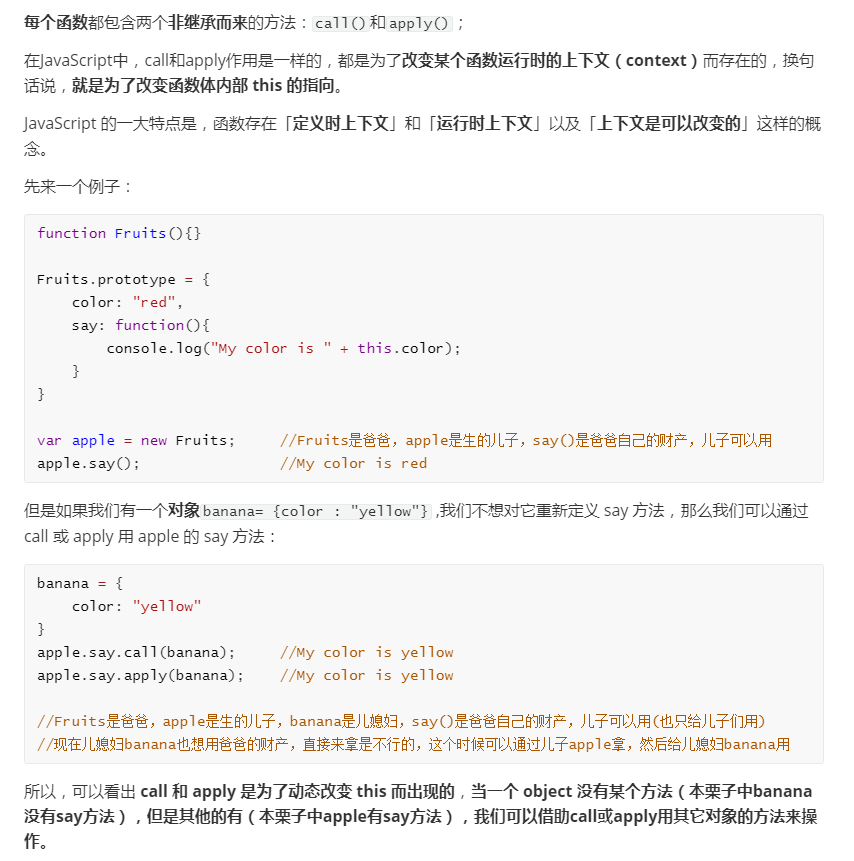 每个函数都包含两个非继承而来的方法：call()和apply()；
在JavaScript中，call和apply作用是一样的，都是为了改变某个函数运行时的上下文（context）而存在的，换句
话说，就是为了改变函数体内部 this 的指向。
JavaScript 的一大特点是，函数存在「定义时上下文」和「运行时上下文」以及「上下文是可以改变的」这样的概
念。
先来一个例子：
function Fruits(){}
Fruits.prototype = {
    color: "red",
    say: function(){
        console.log("My color is " + this.color);
    }
}
var apple = new Fruits;     //Fruits是爸爸，apple是生的儿子，say()是爸爸自己的财产，儿子可以用
apple.say();                //My color is red
但是如果我们有一个对象banana= {color : "yellow"} ,我们不想对它重新定义 say 方法，那么我们可以通过
call 或 apply 用 apple 的 say 方法：
banana = {
    color: "yellow"
}
apple.say.call(banana);     //My color is yellow
apple.say.apply(banana);    //My color is yellow
//Fruits是爸爸，apple是生的儿子，banana是儿媳妇，say()是爸爸自己的财产，儿子可以用(也只给儿子们用)
//现在儿媳妇banana也想用爸爸的财产，直接来拿是不行的，这个时候可以通过儿子apple拿，然后给儿媳妇banana用
所以，可以看出 call 和 apply 是为了动态改变 this 而出现的，当一个 object 没有某个方法（本栗子中banana
没有say方法），但是其他的有（本栗子中apple有say方法），我们可以借助call或apply用其它对象的方法来操
作。